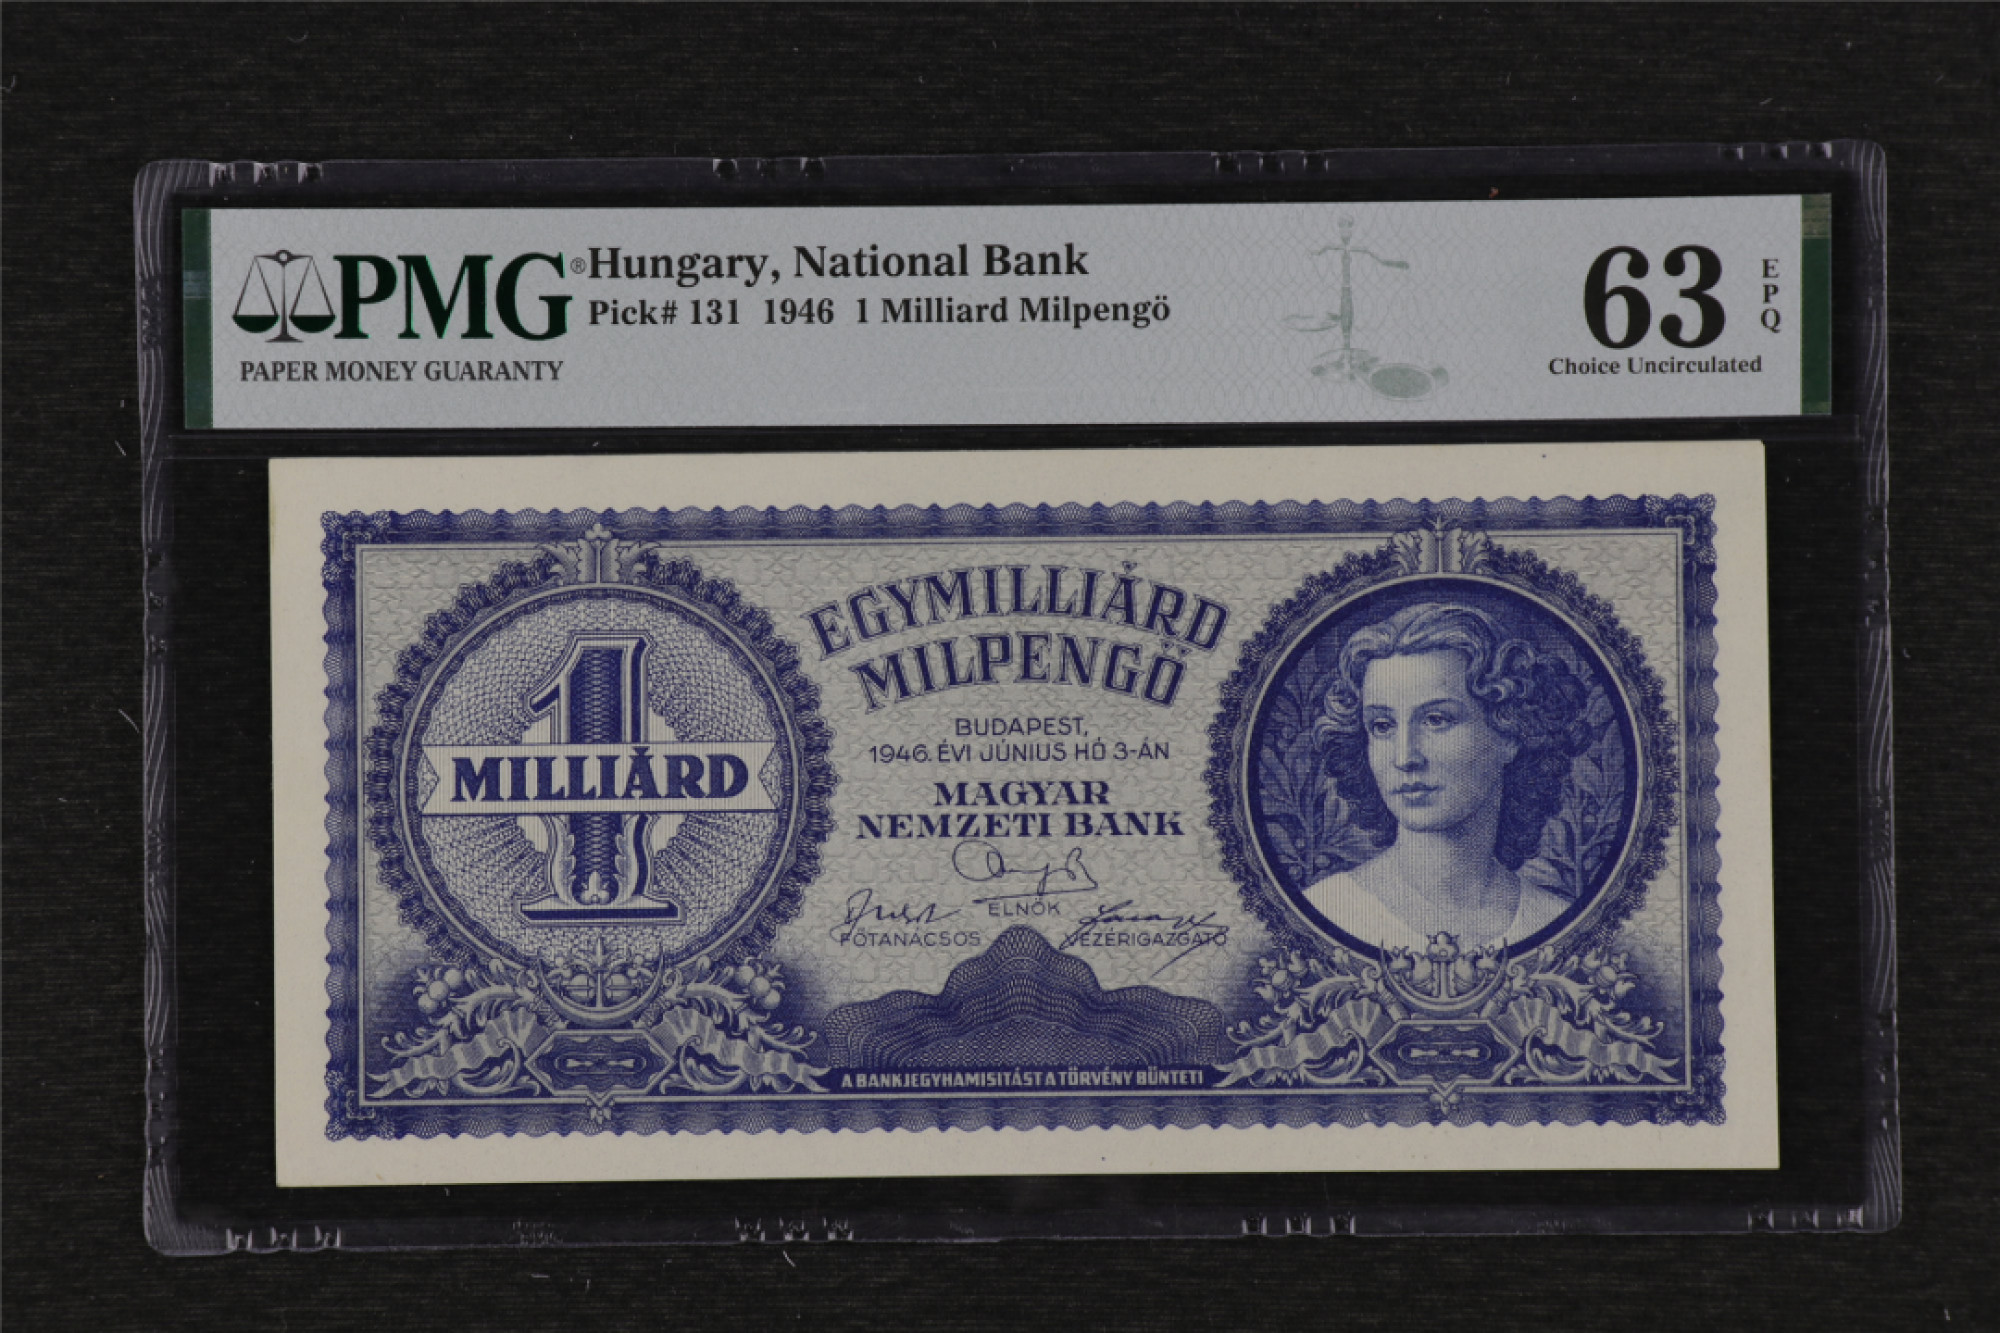 PMG®
PAPER MONEY GUARANTY
Hungary, National Bank
Pick# 131 1946 1 Milliard Milpengö
63
EPQ
Choice Uncirculated
1
MILLIÁRD
EGYMILLIÁRD
MILPENGŐ
BUDAPEST,
1946. ÉVI JÚNIUS HÓ 3-ÁN
MAGYAR
NEMZETI BANK
ELNÖK
FŐTANÁCSOS
VEZÉRIGAZGATÓ
A BANKJEGYHAMISITÁST A TÖRVÉNY BÜNTETI